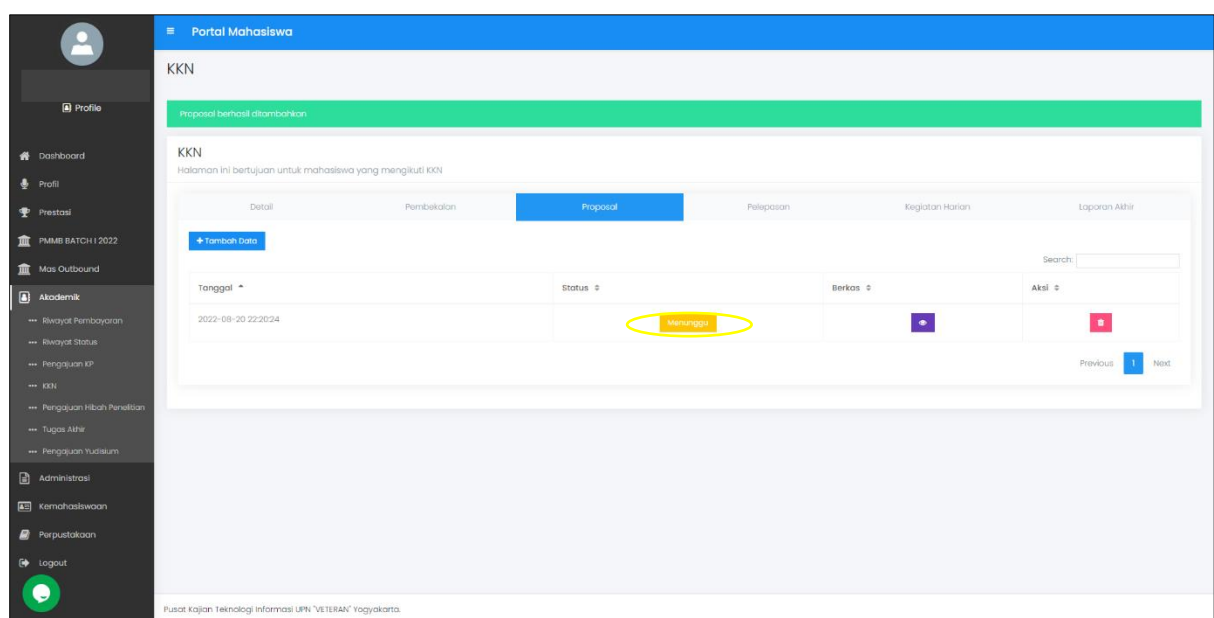 Portal Mahasiswa
KKN
Profile
Proposal berhasil ditambahkan
Dashboard
Profil
Prestasi
PMMB BATCH I 2022
Mas Outbound
Akademik
Riwayat Pembayaran
Riwayat Status
Pengajuan KP
KKN
Pengajuan Hibah Penelitian
Tugas Akhir
Pengajuan Yudisium
Administrasi
Kemahasiswaan
Perpustakaan
Logout
KKN
Halaman ini bertujuan untuk mahasiswa yang mengikuti KKN
Detail Pembekalan Proposal Pelepasan Kegiatan Harian Laporan Akhir
+ Tambah Data
Search:
Tanggal Status Berkas Aksi
2022-08-20 22:20:24 Menunggu
Previous 1 Next
Pusat Kajian Teknologi Informasi UPN "VETERAN" Yogyakarta.